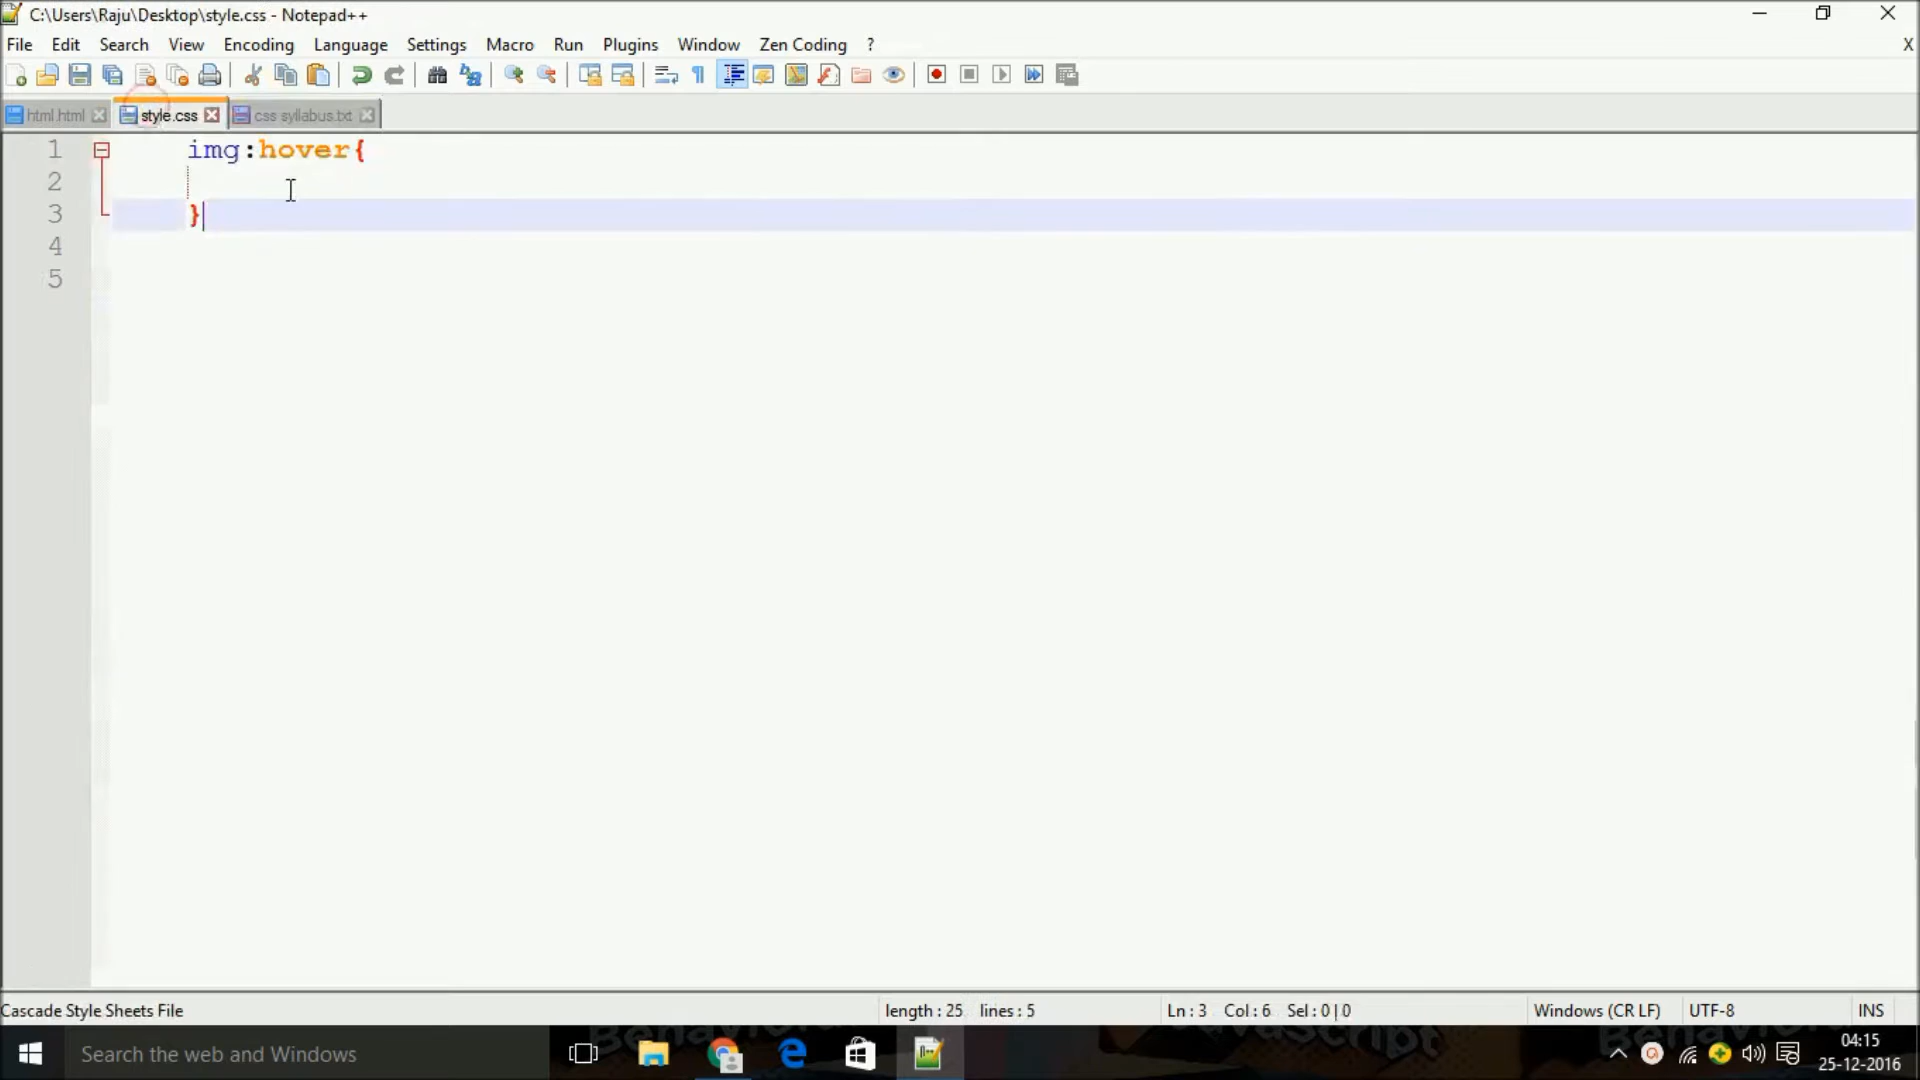 C:\Users\Raju\Desktop\style.css - Notepad++
File Edit Search View Encoding Language Settings Macro Run Plugins Window Zen Coding ? X
html.html style.css css syllabus.txt
1 img:hover{
2
3 }
4
5
Cascade Style Sheets File length : 25 lines : 5 Ln : 3 Col : 6 Sel : 0 | 0 Windows (CR LF) UTF-8 INS
Search the web and Windows
04:15
25-12-2016